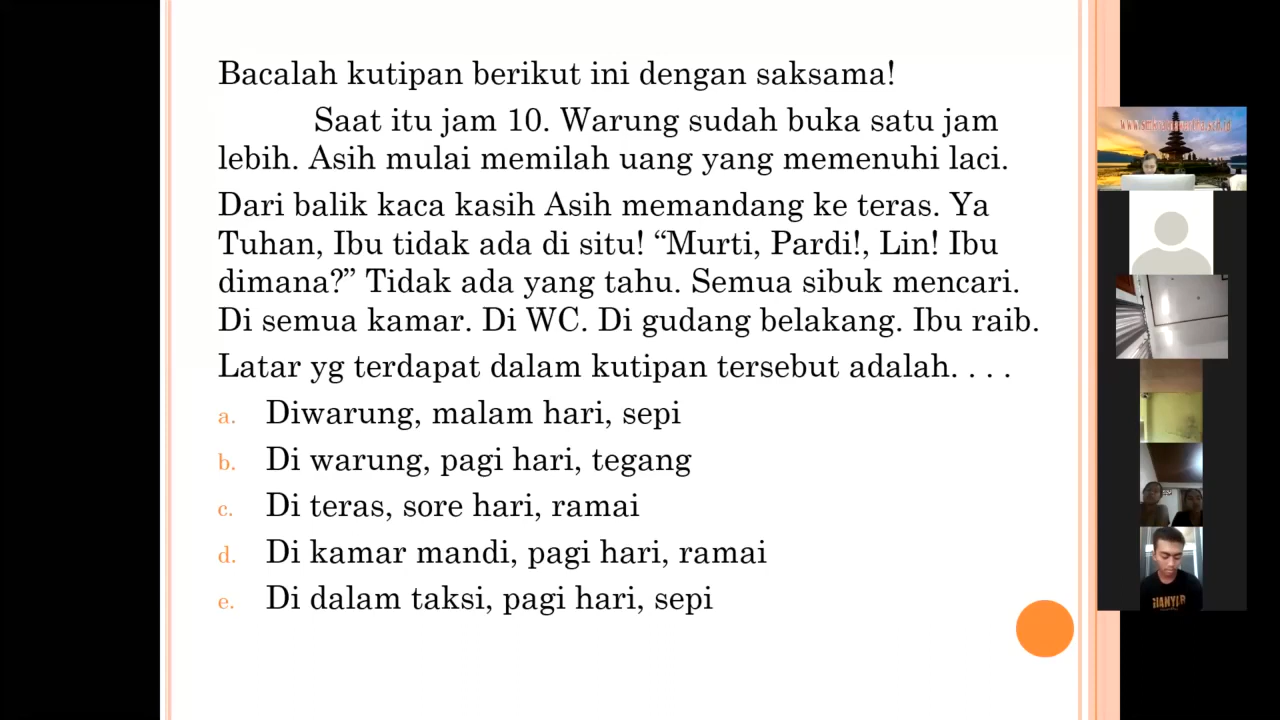 Bacalah kutipan berikut ini dengan saksama!
Saat itu jam 10. Warung sudah buka satu jam
lebih. Asih mulai memilah uang yang memenuhi laci.
Dari balik kaca kasih Asih memandang ke teras. Ya
Tuhan, Ibu tidak ada di situ! “Murti, Pardi!, Lin! Ibu
dimana?” Tidak ada yang tahu. Semua sibuk mencari.
Di semua kamar. Di WC. Di gudang belakang. Ibu raib.
Latar yg terdapat dalam kutipan tersebut adalah. . . .
a. Diwarung, malam hari, sepi
b. Di warung, pagi hari, tegang
c. Di teras, sore hari, ramai
d. Di kamar mandi, pagi hari, ramai
e. Di dalam taksi, pagi hari, sepi